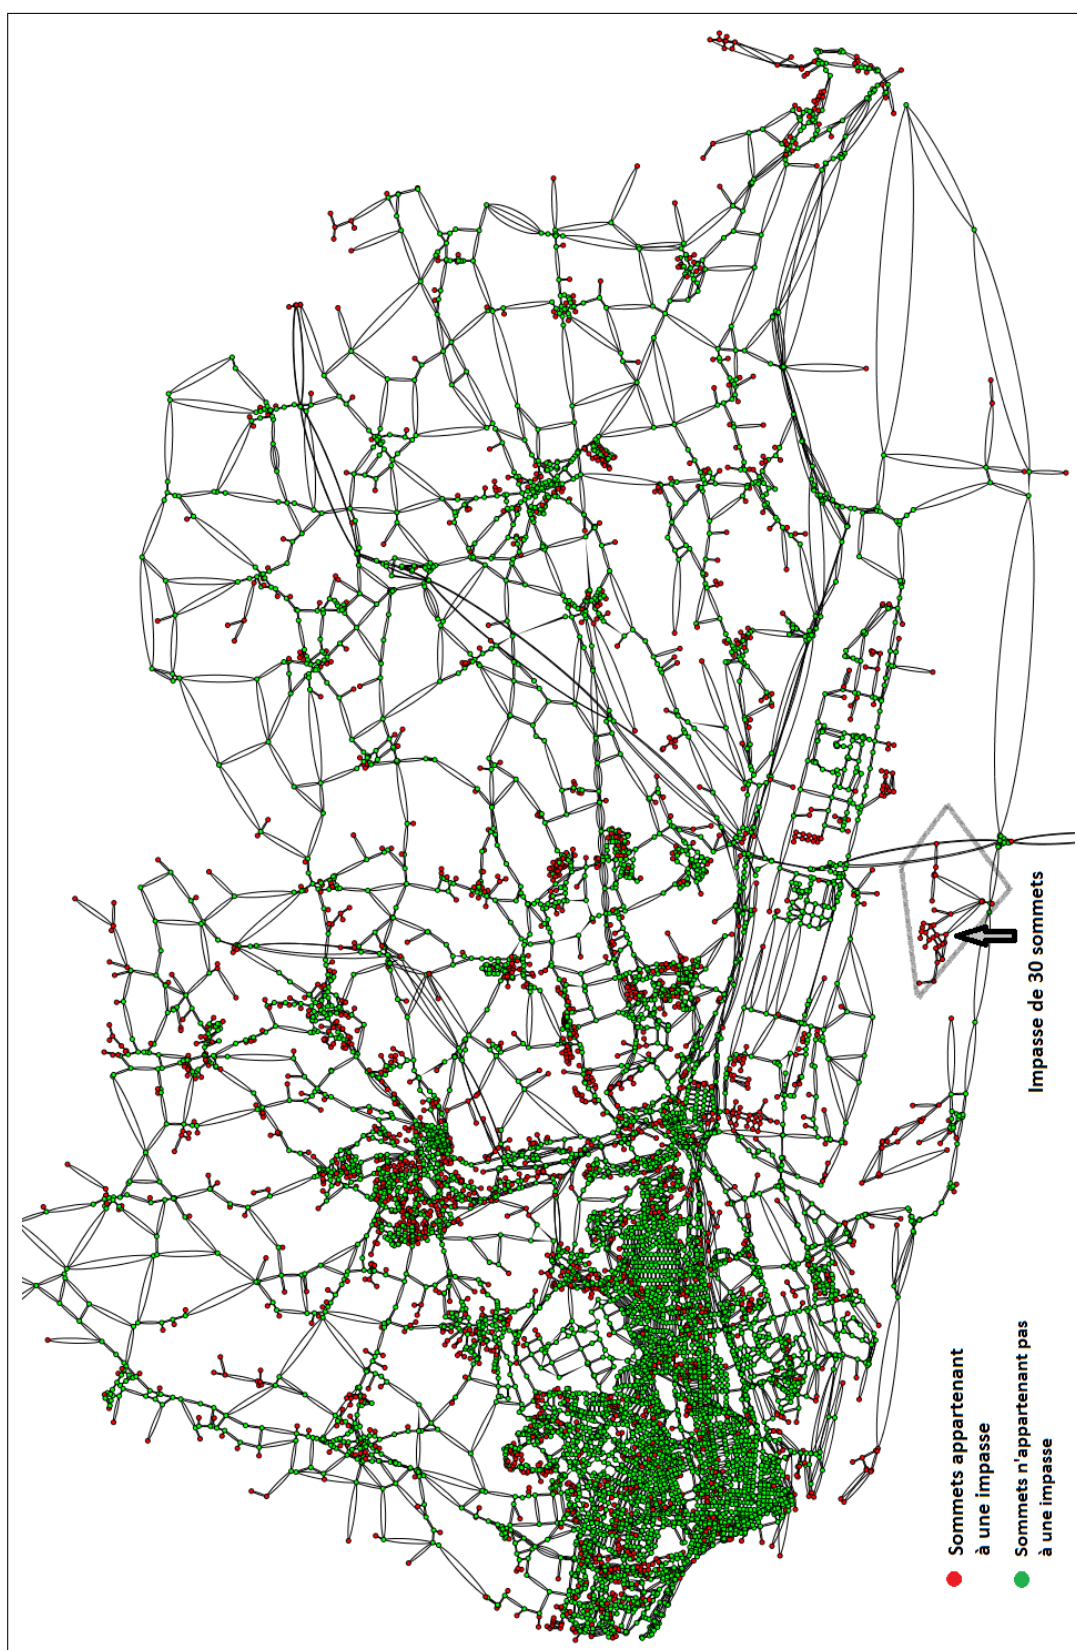 Impasse de 30 sommets
Sommets appartenant
à une impasse
Sommets n'appartenant pas
à une impasse